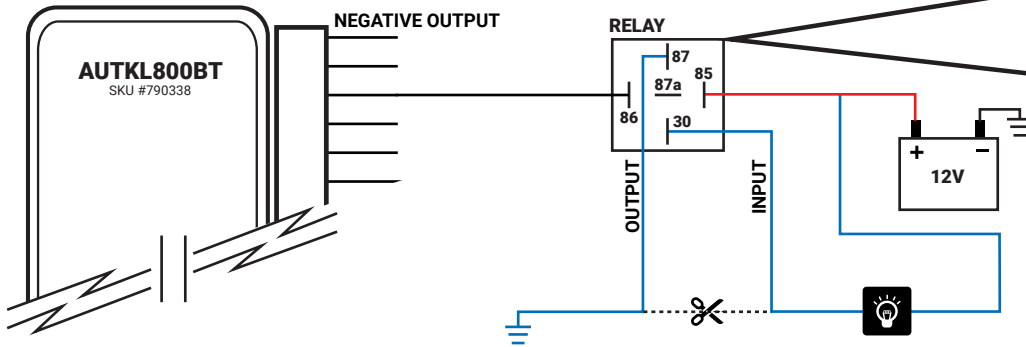 NEGATIVE OUTPUT
AUTKL800BT
SKU #790338
RELAY
87
87a
85
86
30
OUTPUT
INPUT
+
−
12V